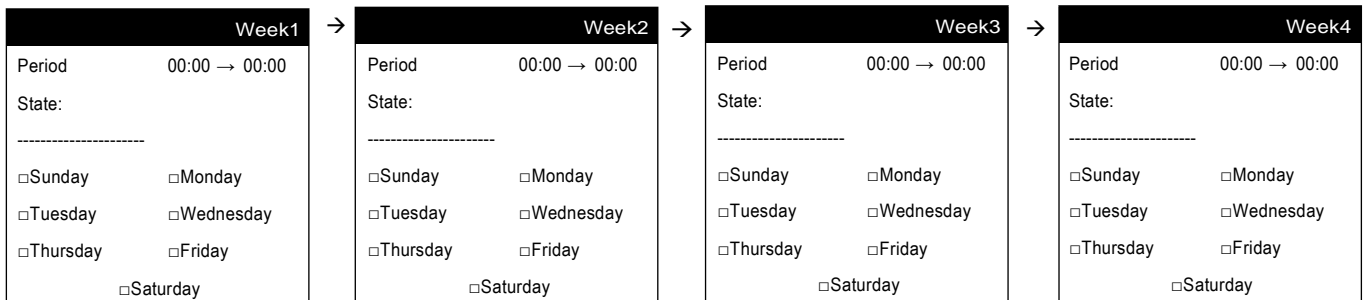 Week1
Period 00:00 → 00:00
State:
----------------------
□Sunday □Monday
□Tuesday □Wednesday
□Thursday □Friday
□Saturday
→
Week2
Period 00:00 → 00:00
State:
----------------------
□Sunday □Monday
□Tuesday □Wednesday
□Thursday □Friday
□Saturday
→
Week3
Period 00:00 → 00:00
State:
----------------------
□Sunday □Monday
□Tuesday □Wednesday
□Thursday □Friday
□Saturday
→
Week4
Period 00:00 → 00:00
State:
----------------------
□Sunday □Monday
□Tuesday □Wednesday
□Thursday □Friday
□Saturday